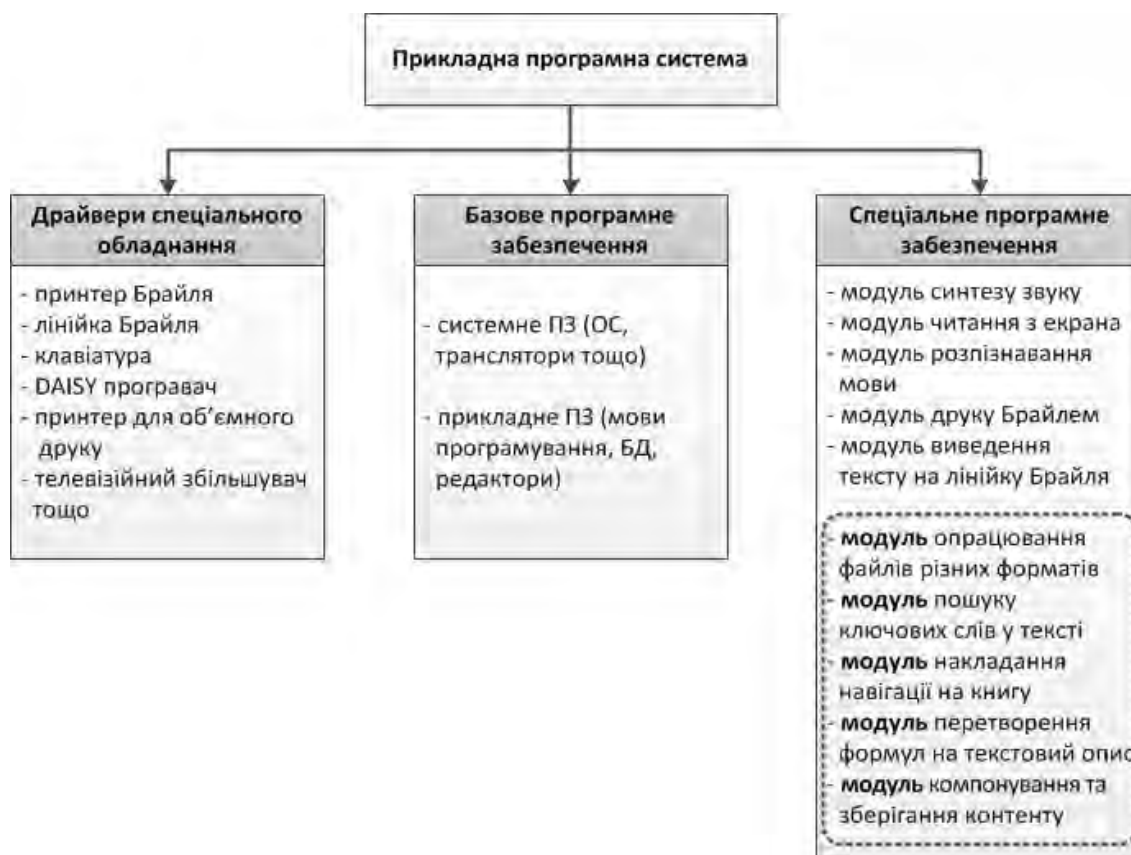 Прикладна програмна система
Драйвери спеціального
обладнання
- принтер Брайля
- лінійка Брайля
- клавіатура
- DAISY програвач
- принтер для об’ємного
друку
- телевізійний збільшувач
тощо
Базове програмне
забезпечення
- системне ПЗ (ОС,
транслятори тощо)
- прикладне ПЗ (мови
програмування, БД,
редактори)
Спеціальне програмне
забезпечення
- модуль синтезу звуку
- модуль читання з екрана
- модуль розпізнавання
мови
- модуль друку Брайлем
- модуль виведення
тексту на лінійку Брайля
- модуль опрацювання
файлів різних форматів
- модуль пошуку
ключових слів у тексті
- модуль накладання
навігації на книгу
- модуль перетворення
формул на текстовий опис
- модуль компонування та
зберігання контенту